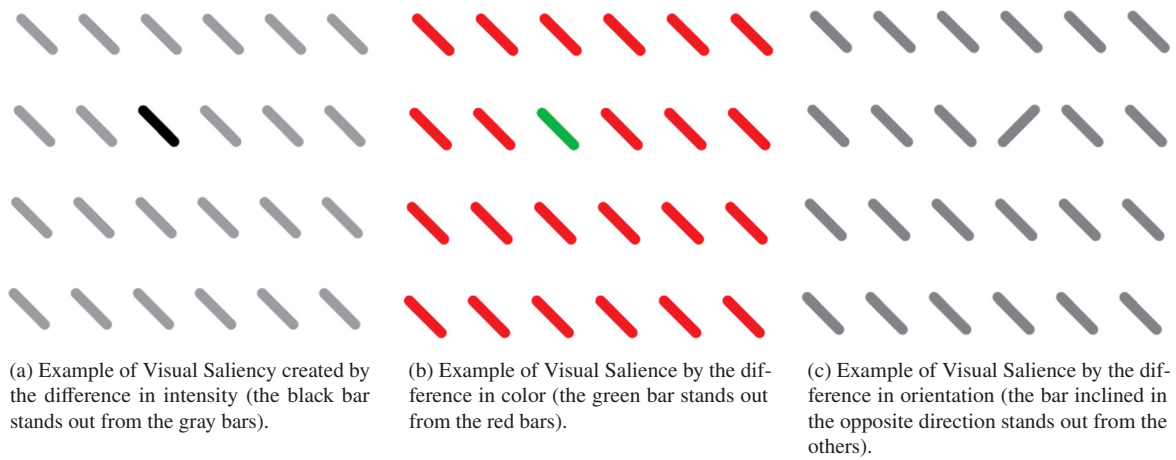 (a) Example of Visual Saliency created by
the difference in intensity (the black bar
stands out from the gray bars).
(b) Example of Visual Salience by the dif-
ference in color (the green bar stands out
from the red bars).
(c) Example of Visual Salience by the dif-
ference in orientation (the bar inclined in
the opposite direction stands out from the
others).